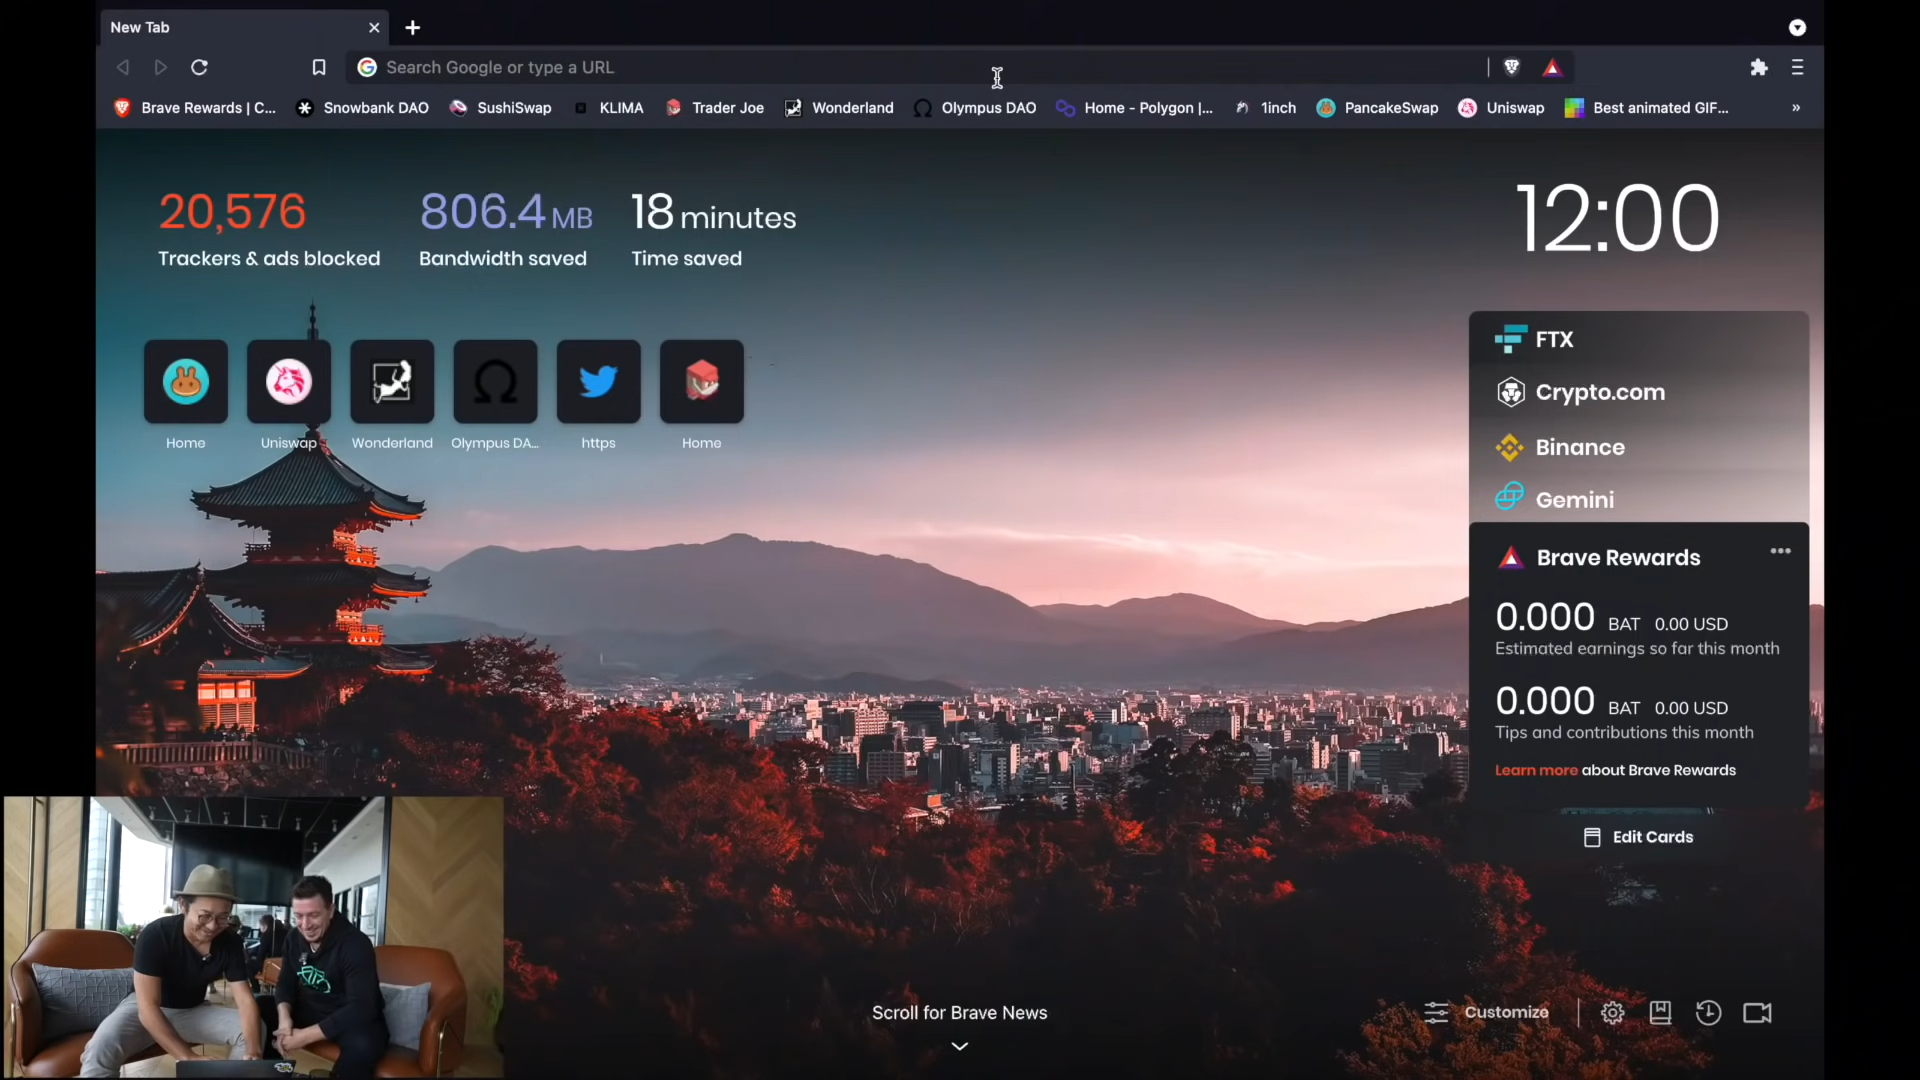 New Tab
Search Google or type a URL
Brave Rewards | C... Snowbank DAO SushiSwap KLIMA Trader Joe Wonderland Olympus DAO Home - Polygon |... 1inch PancakeSwap Uniswap Best animated GIF... »
20,576 806.4 MB 18 minutes
Trackers & ads blocked Bandwidth saved Time saved
12:00
Home Uniswap Wonderland Olympus DA... https Home
FTX
Crypto.com
Binance
Gemini
Brave Rewards
0.000 BAT 0.00 USD
Estimated earnings so far this month
0.000 BAT 0.00 USD
Tips and contributions this month
Learn more about Brave Rewards
Edit Cards
Scroll for Brave News
Customize